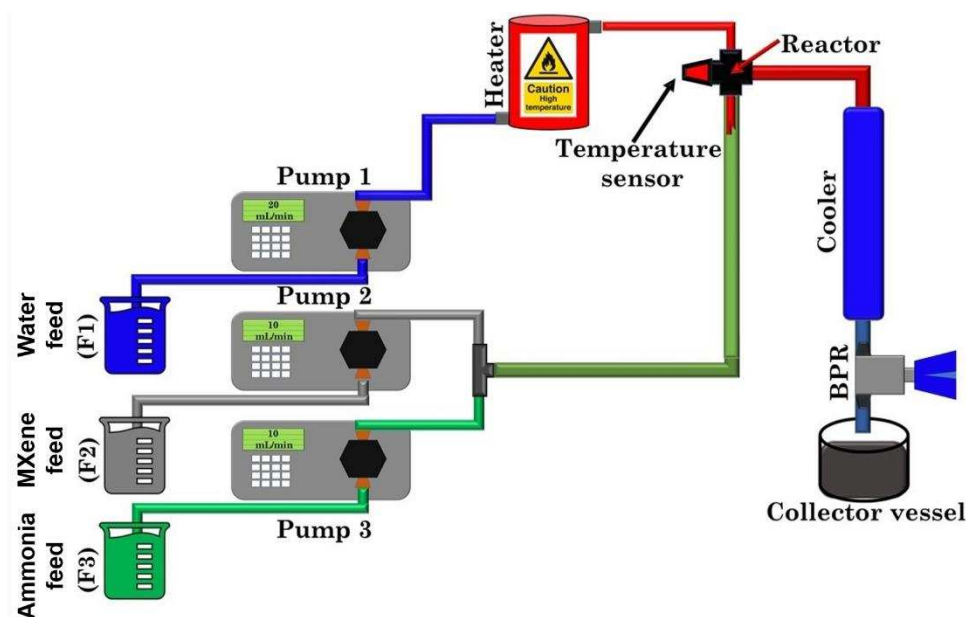 Heater
Caution
High
temperature
Reactor
Temperature
sensor
Pump 1
20
mL/min
Cooler
Water
feed
(F1)
Pump 2
10
mL/min
BPR
MXene
feed
(F2)
10
mL/min
Collector vessel
Pump 3
Ammonia
feed
(F3)